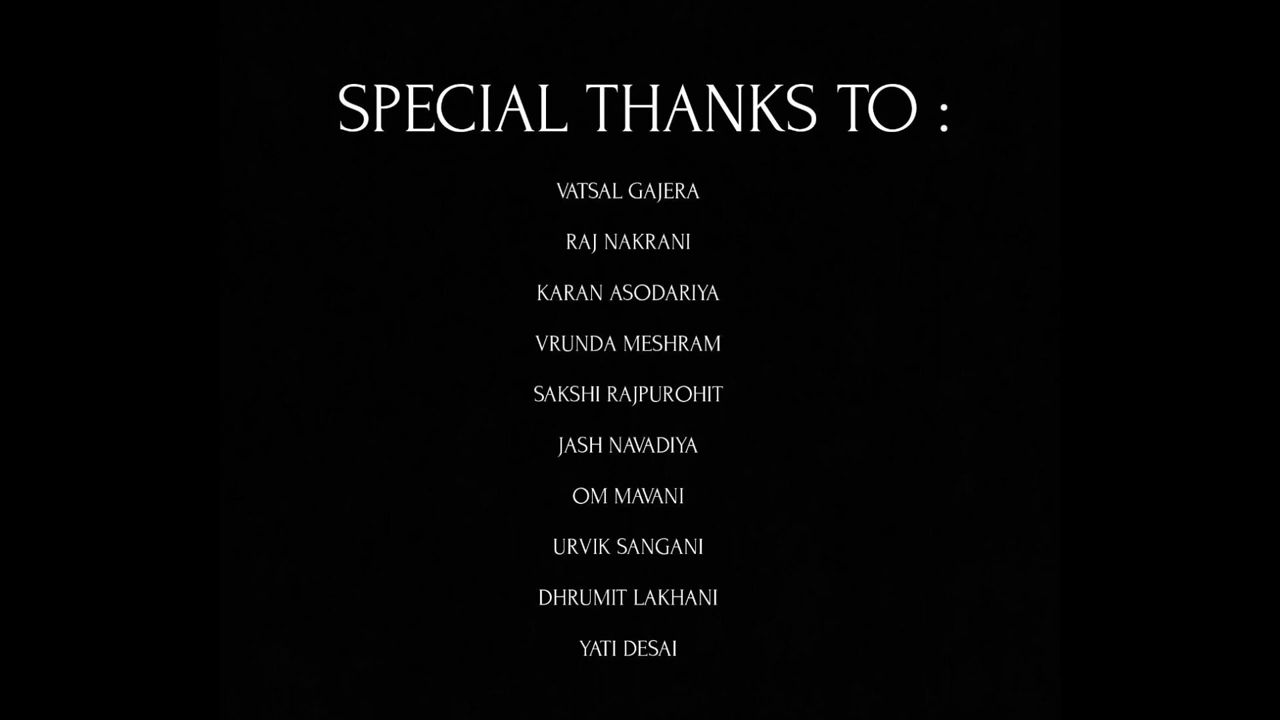 SPECIAL THANKS TO :
VATSAL GAJERA
RAJ NAKRANI
KARAN ASODARIYA
VRUNDA MESHRAM
SAKSHI RAJPUROHIT
JASH NAVADIYA
OM MAVANI
URVIK SANGANI
DHRUMIT LAKHANI
YATI DESAI